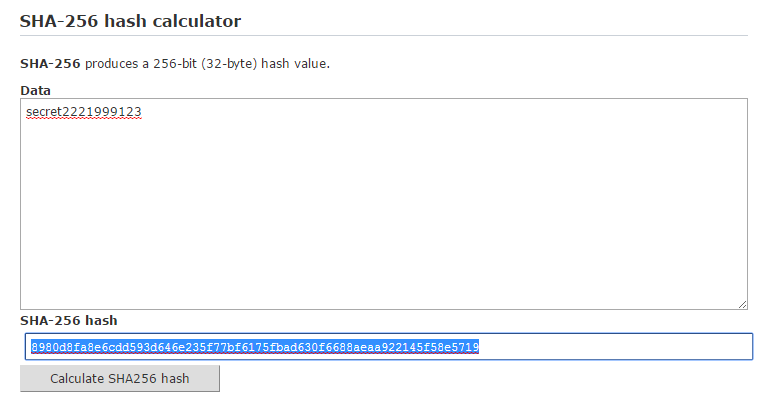 SHA-256 hash calculator
SHA-256 produces a 256-bit (32-byte) hash value.
Data
secret2221999123
SHA-256 hash
8980d8fa8e6cdd593d646e235f77bf6175fbad630f6688aeaa922145f58e5719
Calculate SHA256 hash